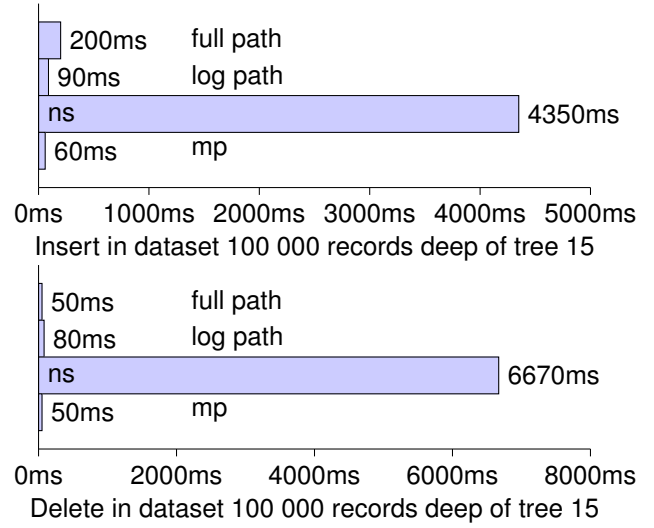 200ms full path
90ms log path
ns 4350ms
60ms mp
0ms 1000ms 2000ms 3000ms 4000ms 5000ms
Insert in dataset 100 000 records deep of tree 15
50ms full path
80ms log path
ns 6670ms
50ms mp
0ms 2000ms 4000ms 6000ms 8000ms
Delete in dataset 100 000 records deep of tree 15